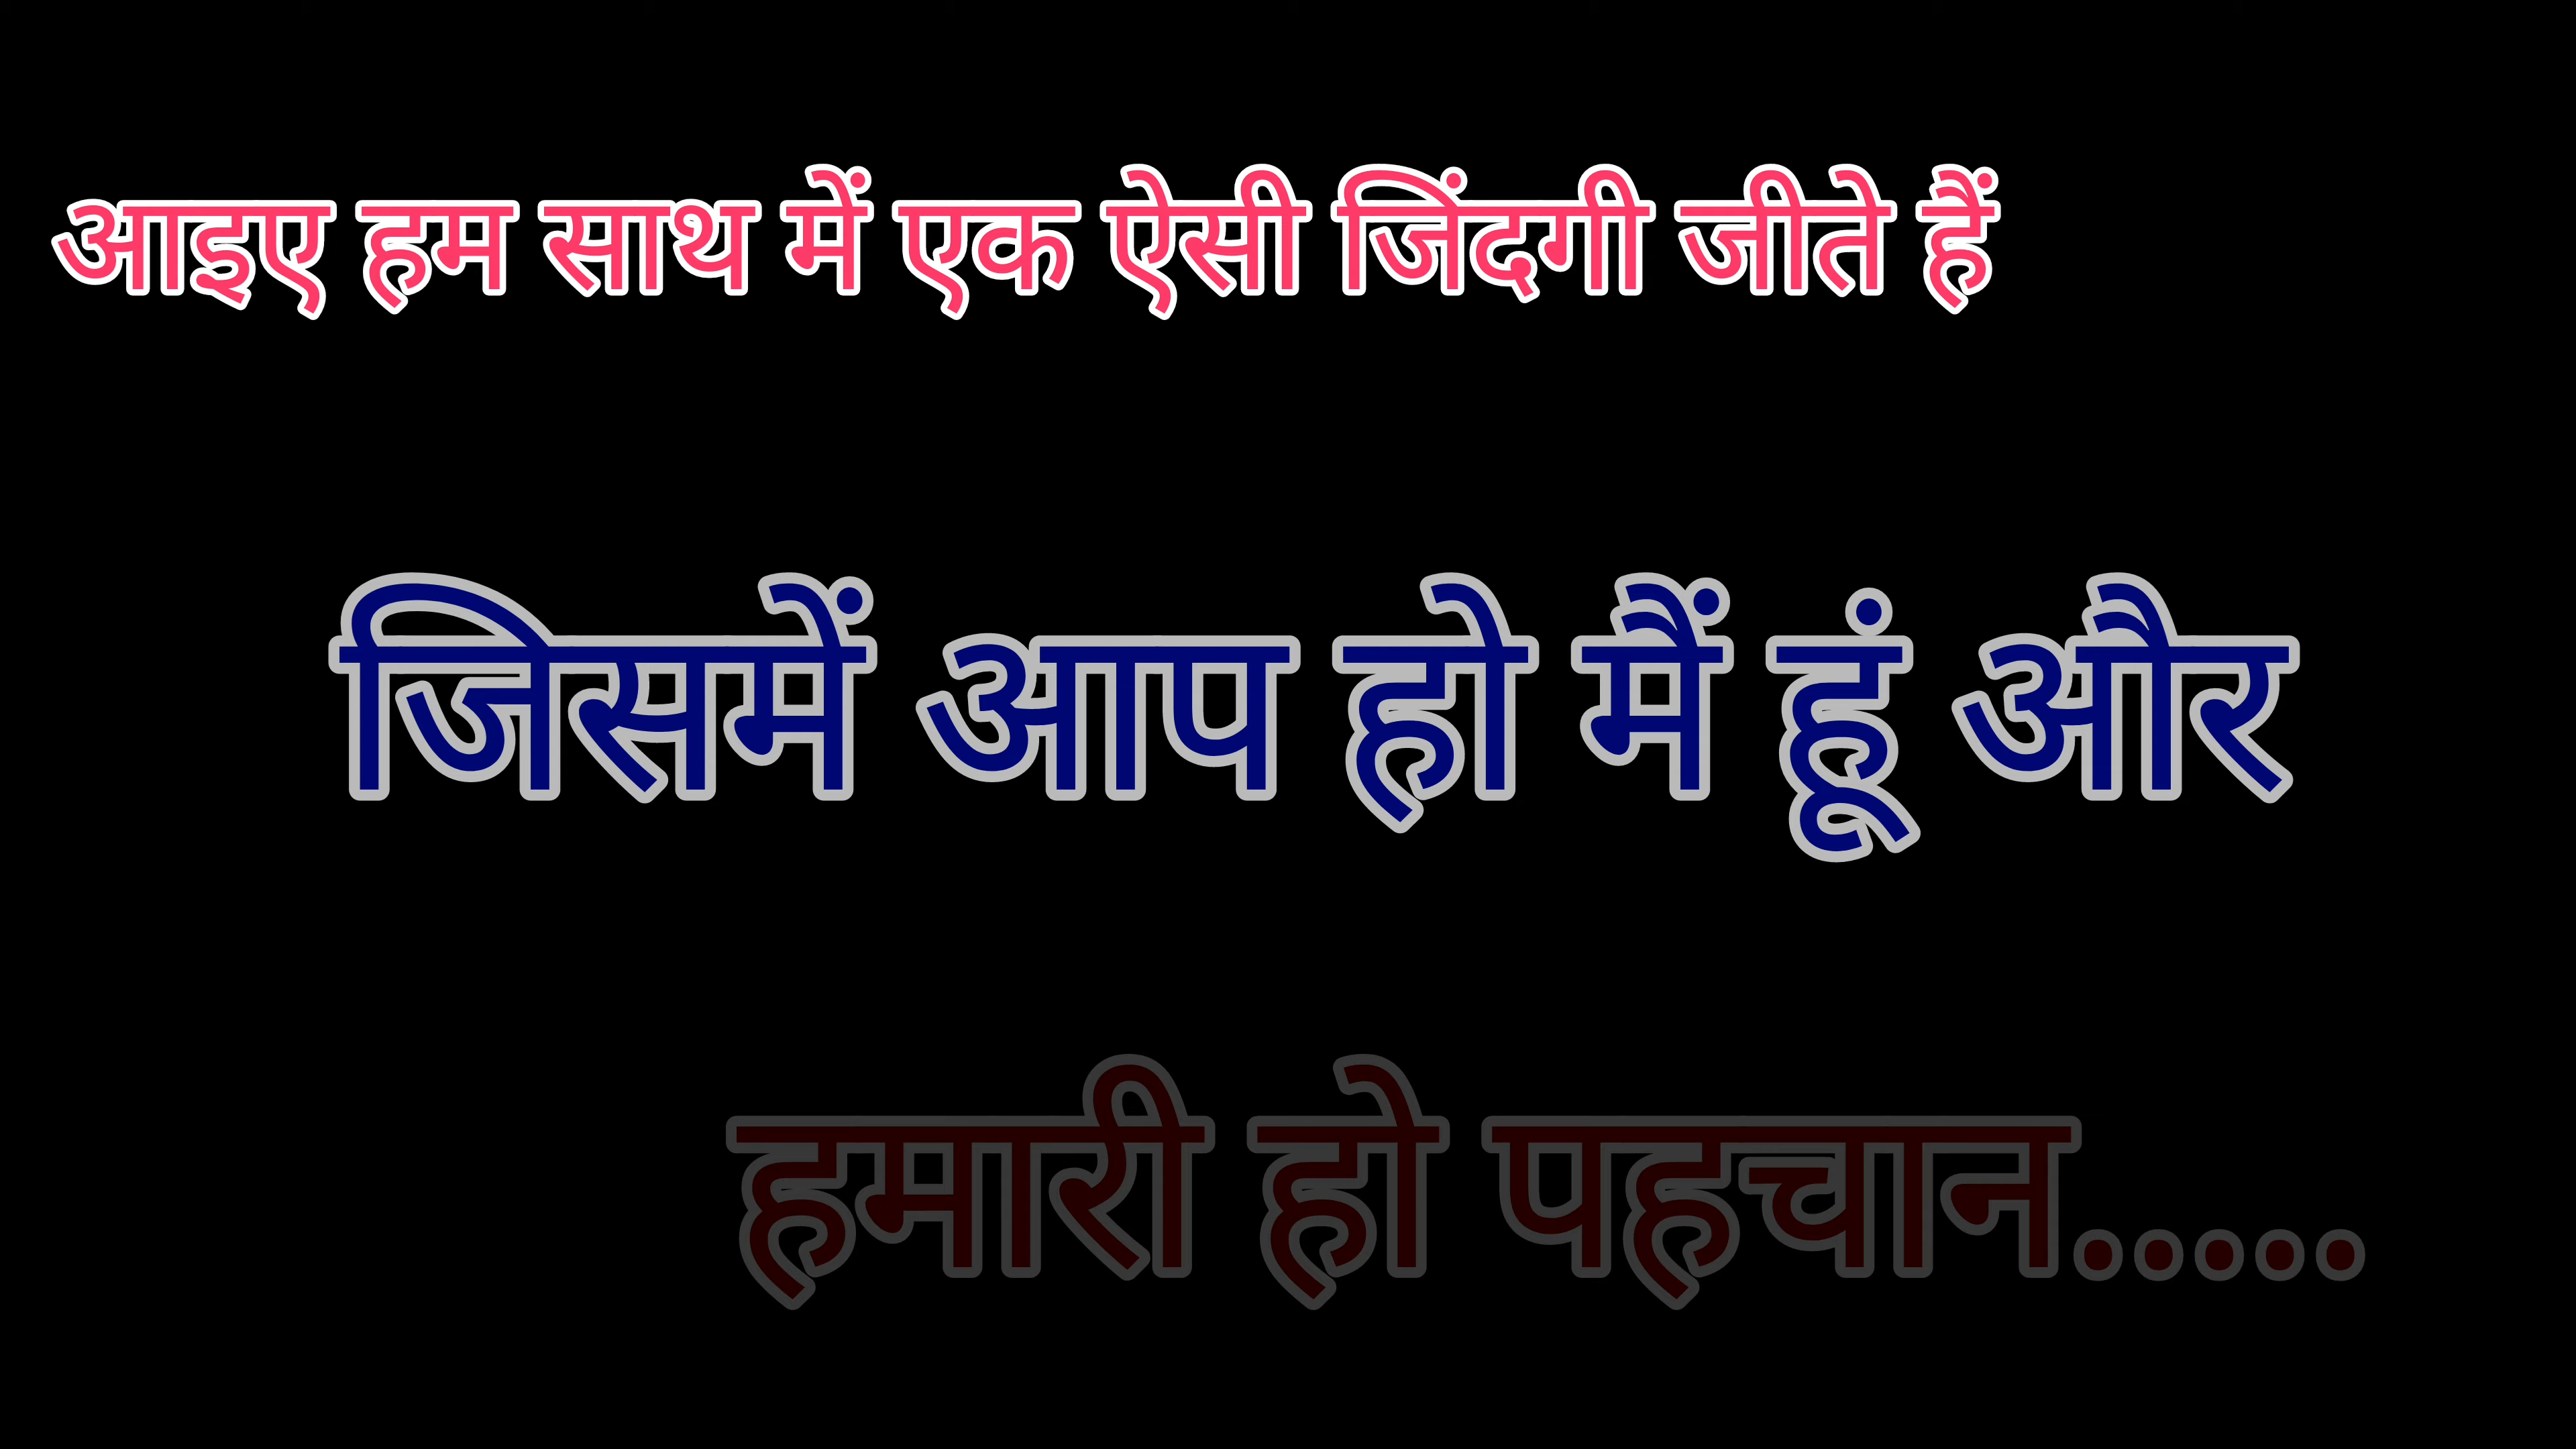 आइए हम साथ में एक ऐसी जिंदगी जीते हैं
जिसमें आप हो मैं हूं और
हमारी हो पहचान.....